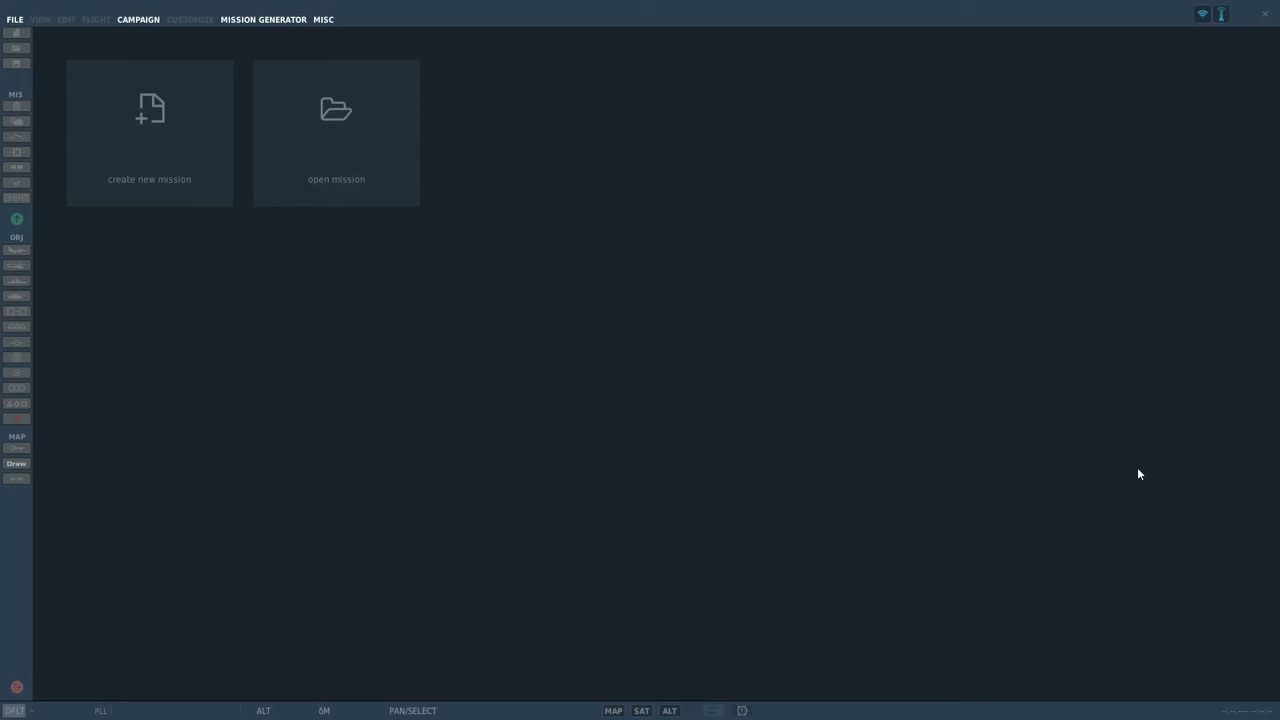 FILE VIEW EDIT FLIGHT CAMPAIGN CUSTOMIZE MISSION GENERATOR MISC
MIS
create new mission
open mission
OBJ
MAP
Draw
DFLT PLL ALT δM PAN/SELECT MAP SAT ALT